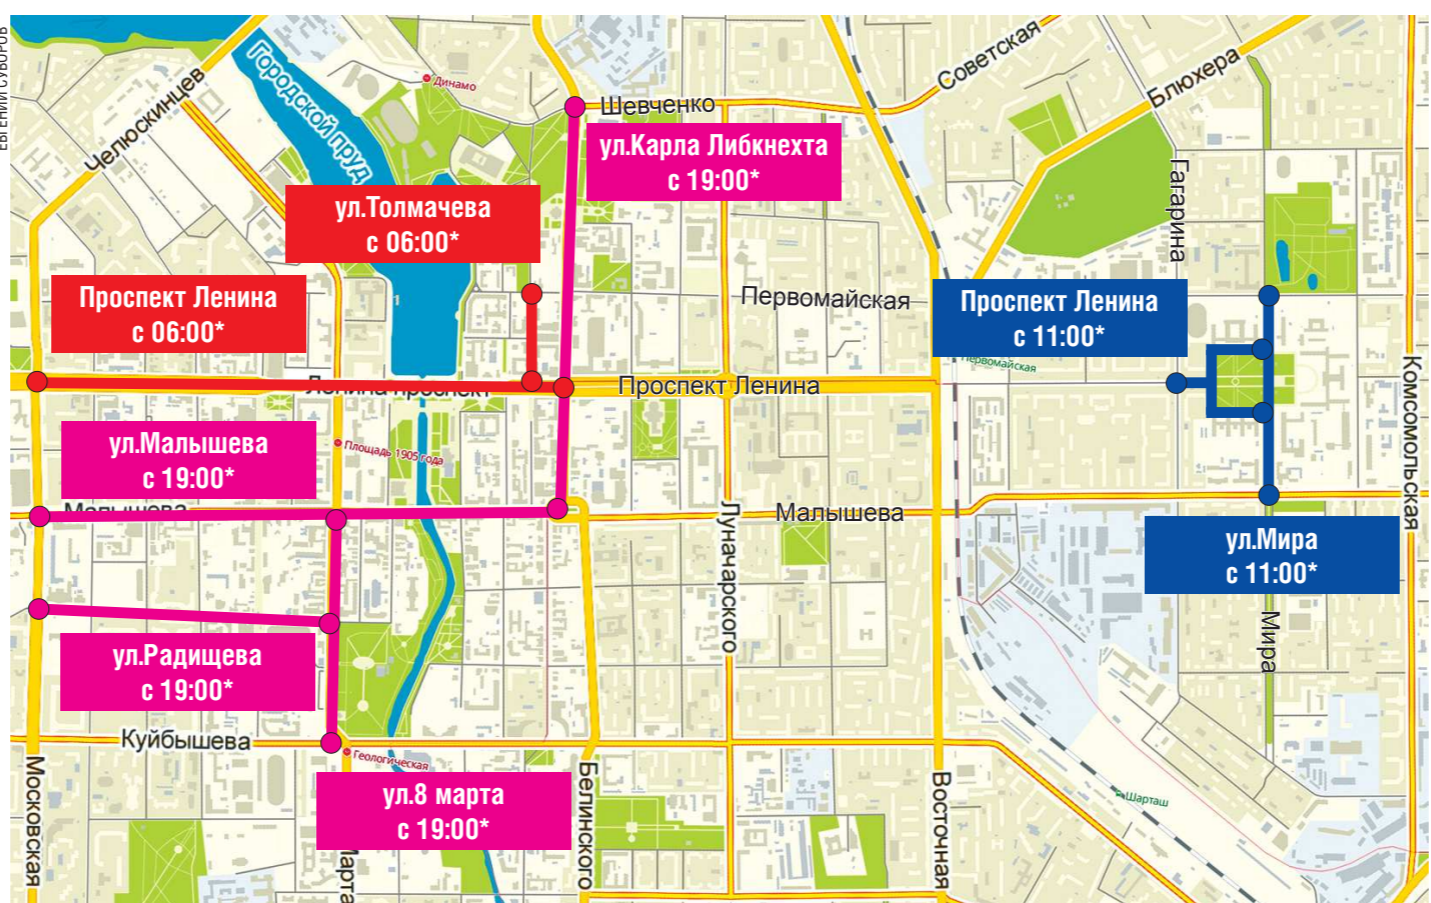 ЕВГЕНИЙ СУВОРОВ
Челюскинцев
Городской пруд
Динамо
Шевченко
Советская
Блюхера
ул.Карла Либкнехта
с 19:00*
Гагарина
ул.Толмачева
с 06:00*
Проспект Ленина
с 06:00*
Первомайская
Проспект Ленина
с 11:00*
Первомайская
Ленина проспект
Проспект Ленина
Комсомольская
ул.Малышева
с 19:00*
Площадь 1905 года
Малышева
Малышева
Луначарского
ул.Мира
с 11:00*
Мира
ул.Радищева
с 19:00*
Куйбышева
Геологическая
Московская
ул.8 марта
с 19:00*
Марта
Белинского
Восточная
Шарташ